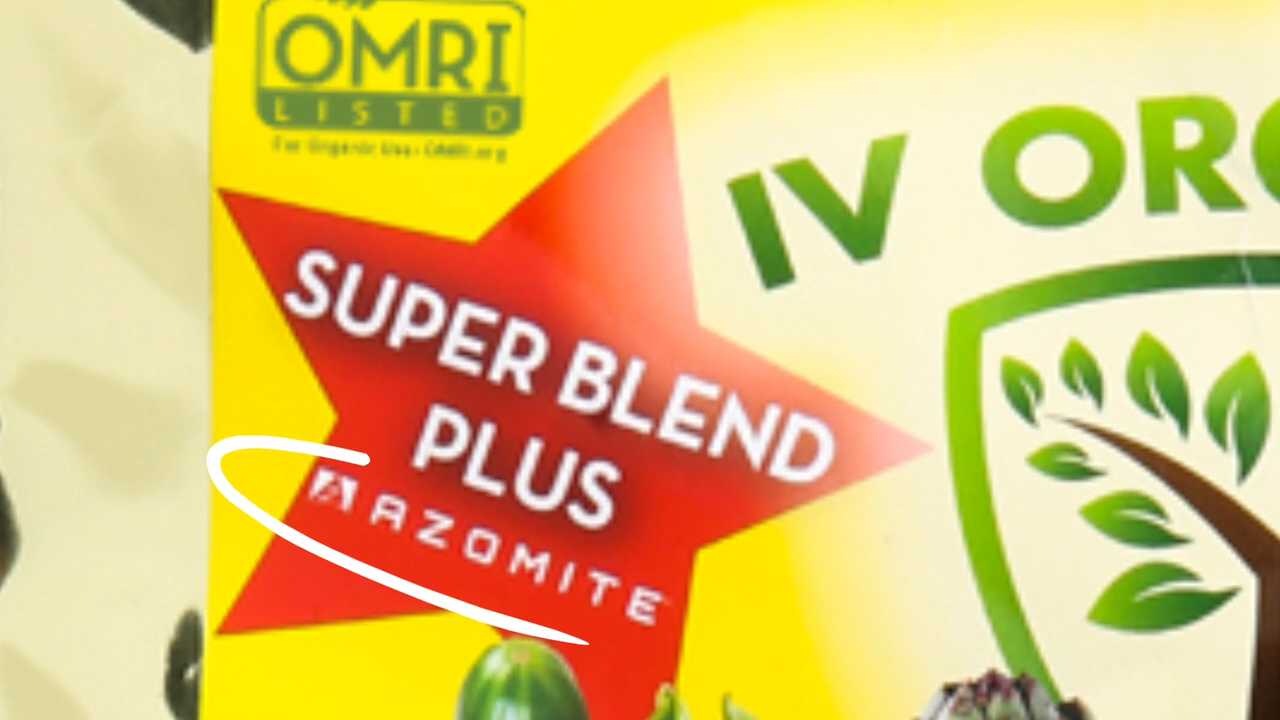 OMRI
LISTED
For Organic Use • OMRI.org
IV ORG
SUPER BLEND
PLUS
AZOMITE